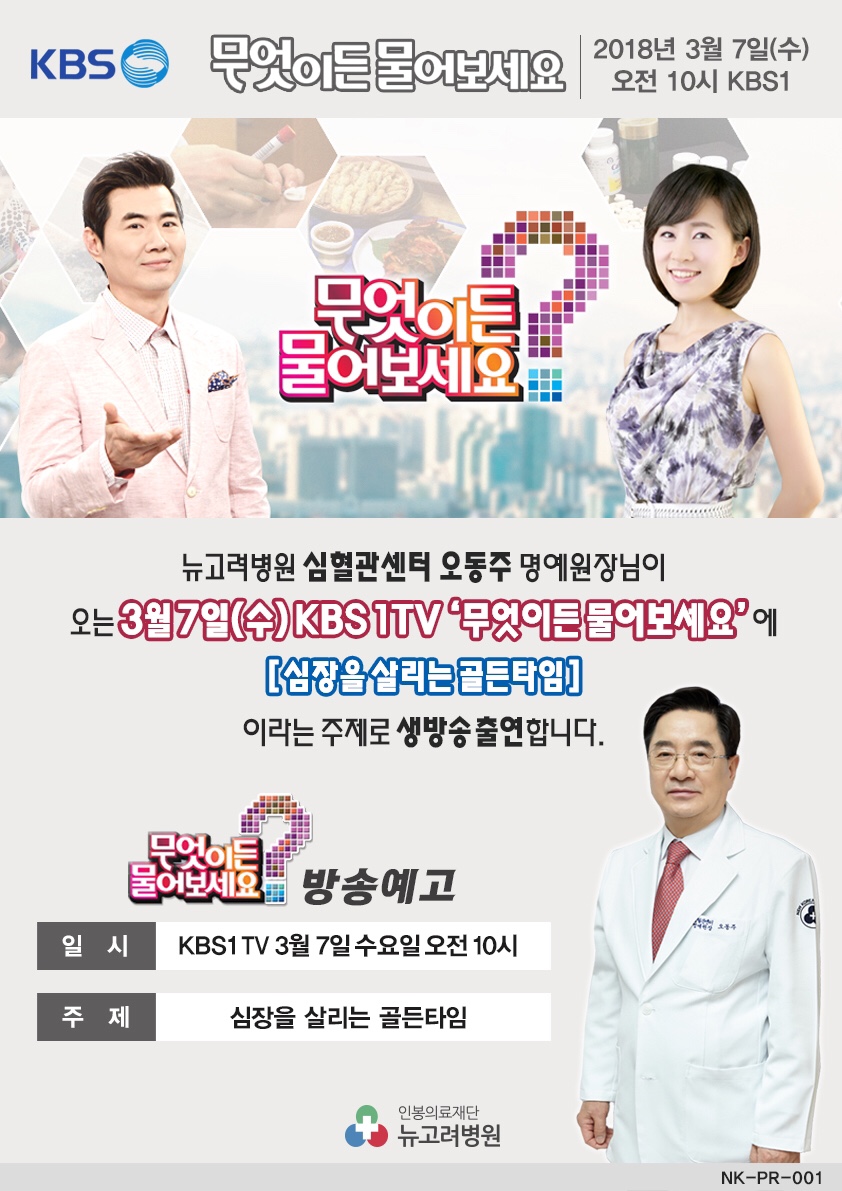 KBS
무엇이든 물어보세요
2018년 3월 7일(수)
오전 10시 KBS1
무엇이든
물어보세요
?
뉴고려병원 심혈관센터 오동주 명예원장님이
오는 3월 7일(수) KBS 1TV ‘무엇이든 물어보세요’에
[심장을 살리는 골든타임]
이라는 주제로 생방송 출연합니다.
무엇이든
물어보세요
?
방송예고
오동주
일 시
KBS1 TV 3월 7일 수요일 오전 10시
주 제
심장을 살리는 골든타임
인봉의료재단
뉴고려병원
NK-PR-001